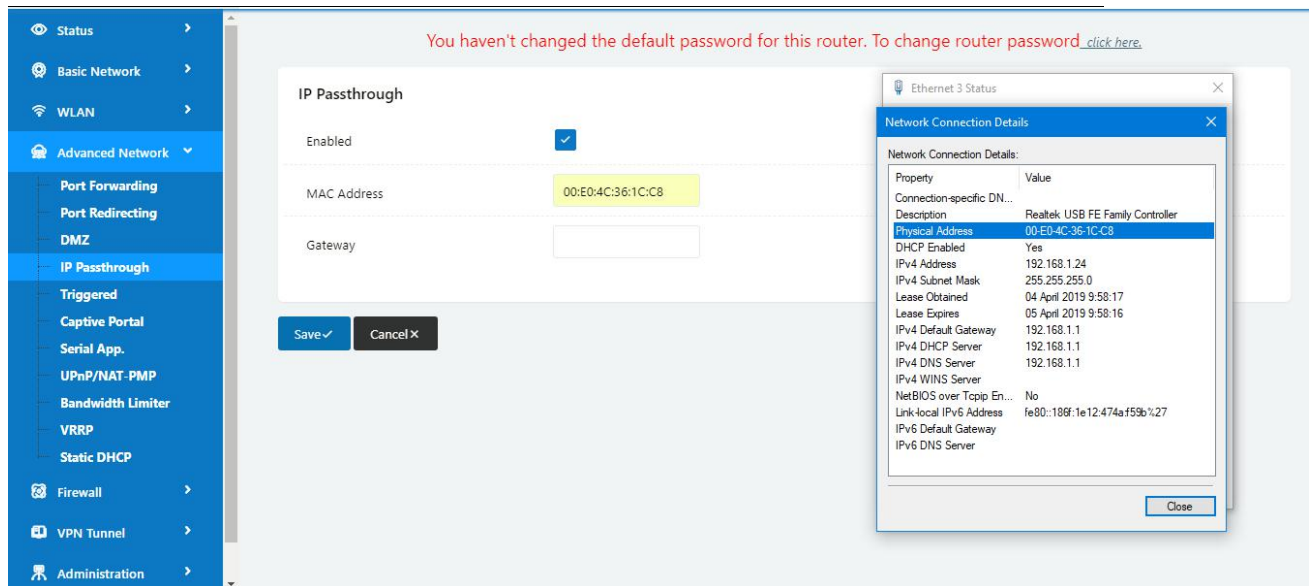 Status
Basic Network
WLAN
Advanced Network
Port Forwarding
Port Redirecting
DMZ
IP Passthrough
Triggered
Captive Portal
Serial App.
UPnP/NAT-PMP
Bandwidth Limiter
VRRP
Static DHCP
Firewall
VPN Tunnel
Administration
You haven't changed the default password for this router. To change router password click here.
IP Passthrough
Enabled
MAC Address 00:E0:4C:36:1C:C8
Gateway
Save Cancel
Ethernet 3 Status
Network Connection Details
Network Connection Details:
Property Value
Connection-specific DN...
Description Realtek USB FE Family Controller
Physical Address 00-E0-4C-36-1C-C8
DHCP Enabled Yes
IPv4 Address 192.168.1.24
IPv4 Subnet Mask 255.255.255.0
Lease Obtained 04 April 2019 9:58:17
Lease Expires 05 April 2019 9:58:16
IPv4 Default Gateway 192.168.1.1
IPv4 DHCP Server 192.168.1.1
IPv4 DNS Server 192.168.1.1
IPv4 WINS Server
NetBIOS over Tcpip En... No
Link-local IPv6 Address fe80::186f:1e12:474a:f59b%27
IPv6 Default Gateway
IPv6 DNS Server
Close